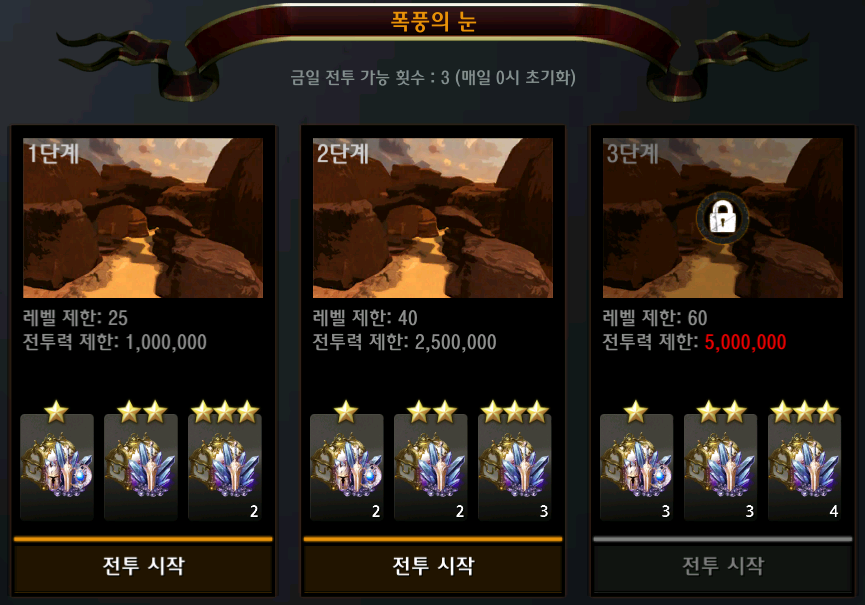 폭풍의 눈
금일 전투 가능 횟수 : 3 (매일 0시 초기화)
1단계
레벨 제한: 25
전투력 제한: 1,000,000
2
전투 시작
2단계
레벨 제한: 40
전투력 제한: 2,500,000
2
2
3
전투 시작
3단계
레벨 제한: 60
전투력 제한: 5,000,000
3
3
4
전투 시작